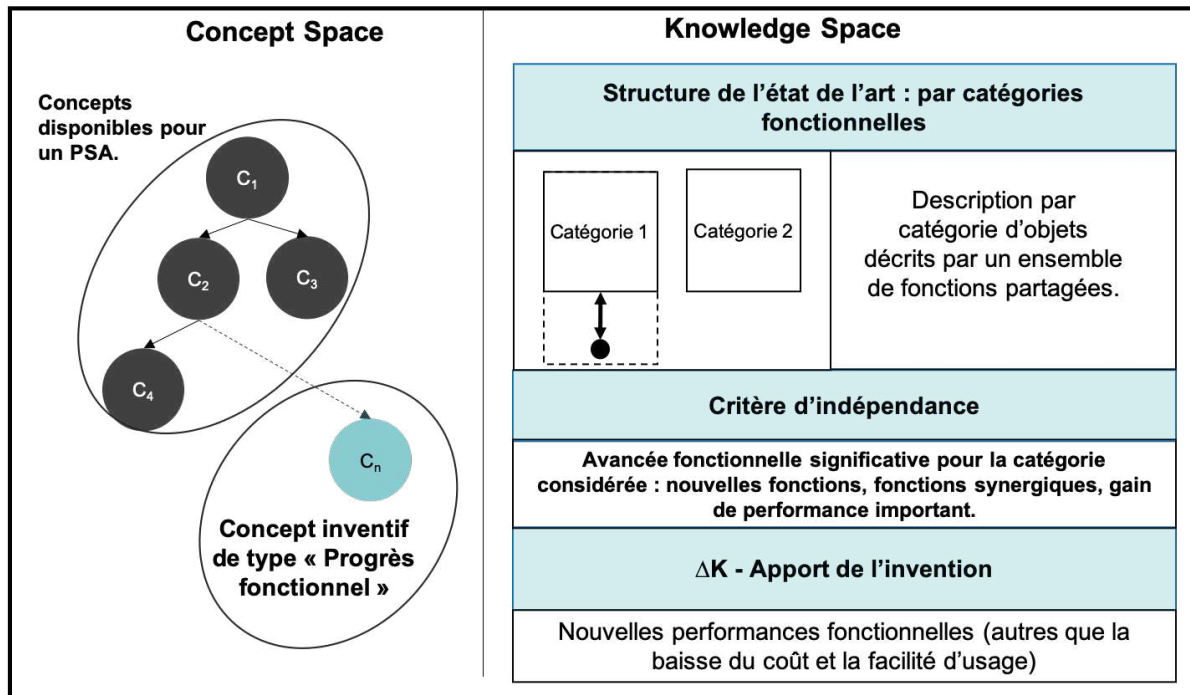 Concept Space
Concepts
disponibles pour
un PSA.
C1
C2
C3
C4
Cn
Concept inventif
de type « Progrès
fonctionnel »
Knowledge Space
Structure de l'état de l'art : par catégories
fonctionnelles
Catégorie 1
Catégorie 2
Description par
catégorie d'objets
décrits par un ensemble
de fonctions partagées.
Critère d'indépendance
Avancée fonctionnelle significative pour la catégorie
considérée : nouvelles fonctions, fonctions synergiques, gain
de performance important.
ΔK - Apport de l'invention
Nouvelles performances fonctionnelles (autres que la
baisse du coût et la facilité d'usage)